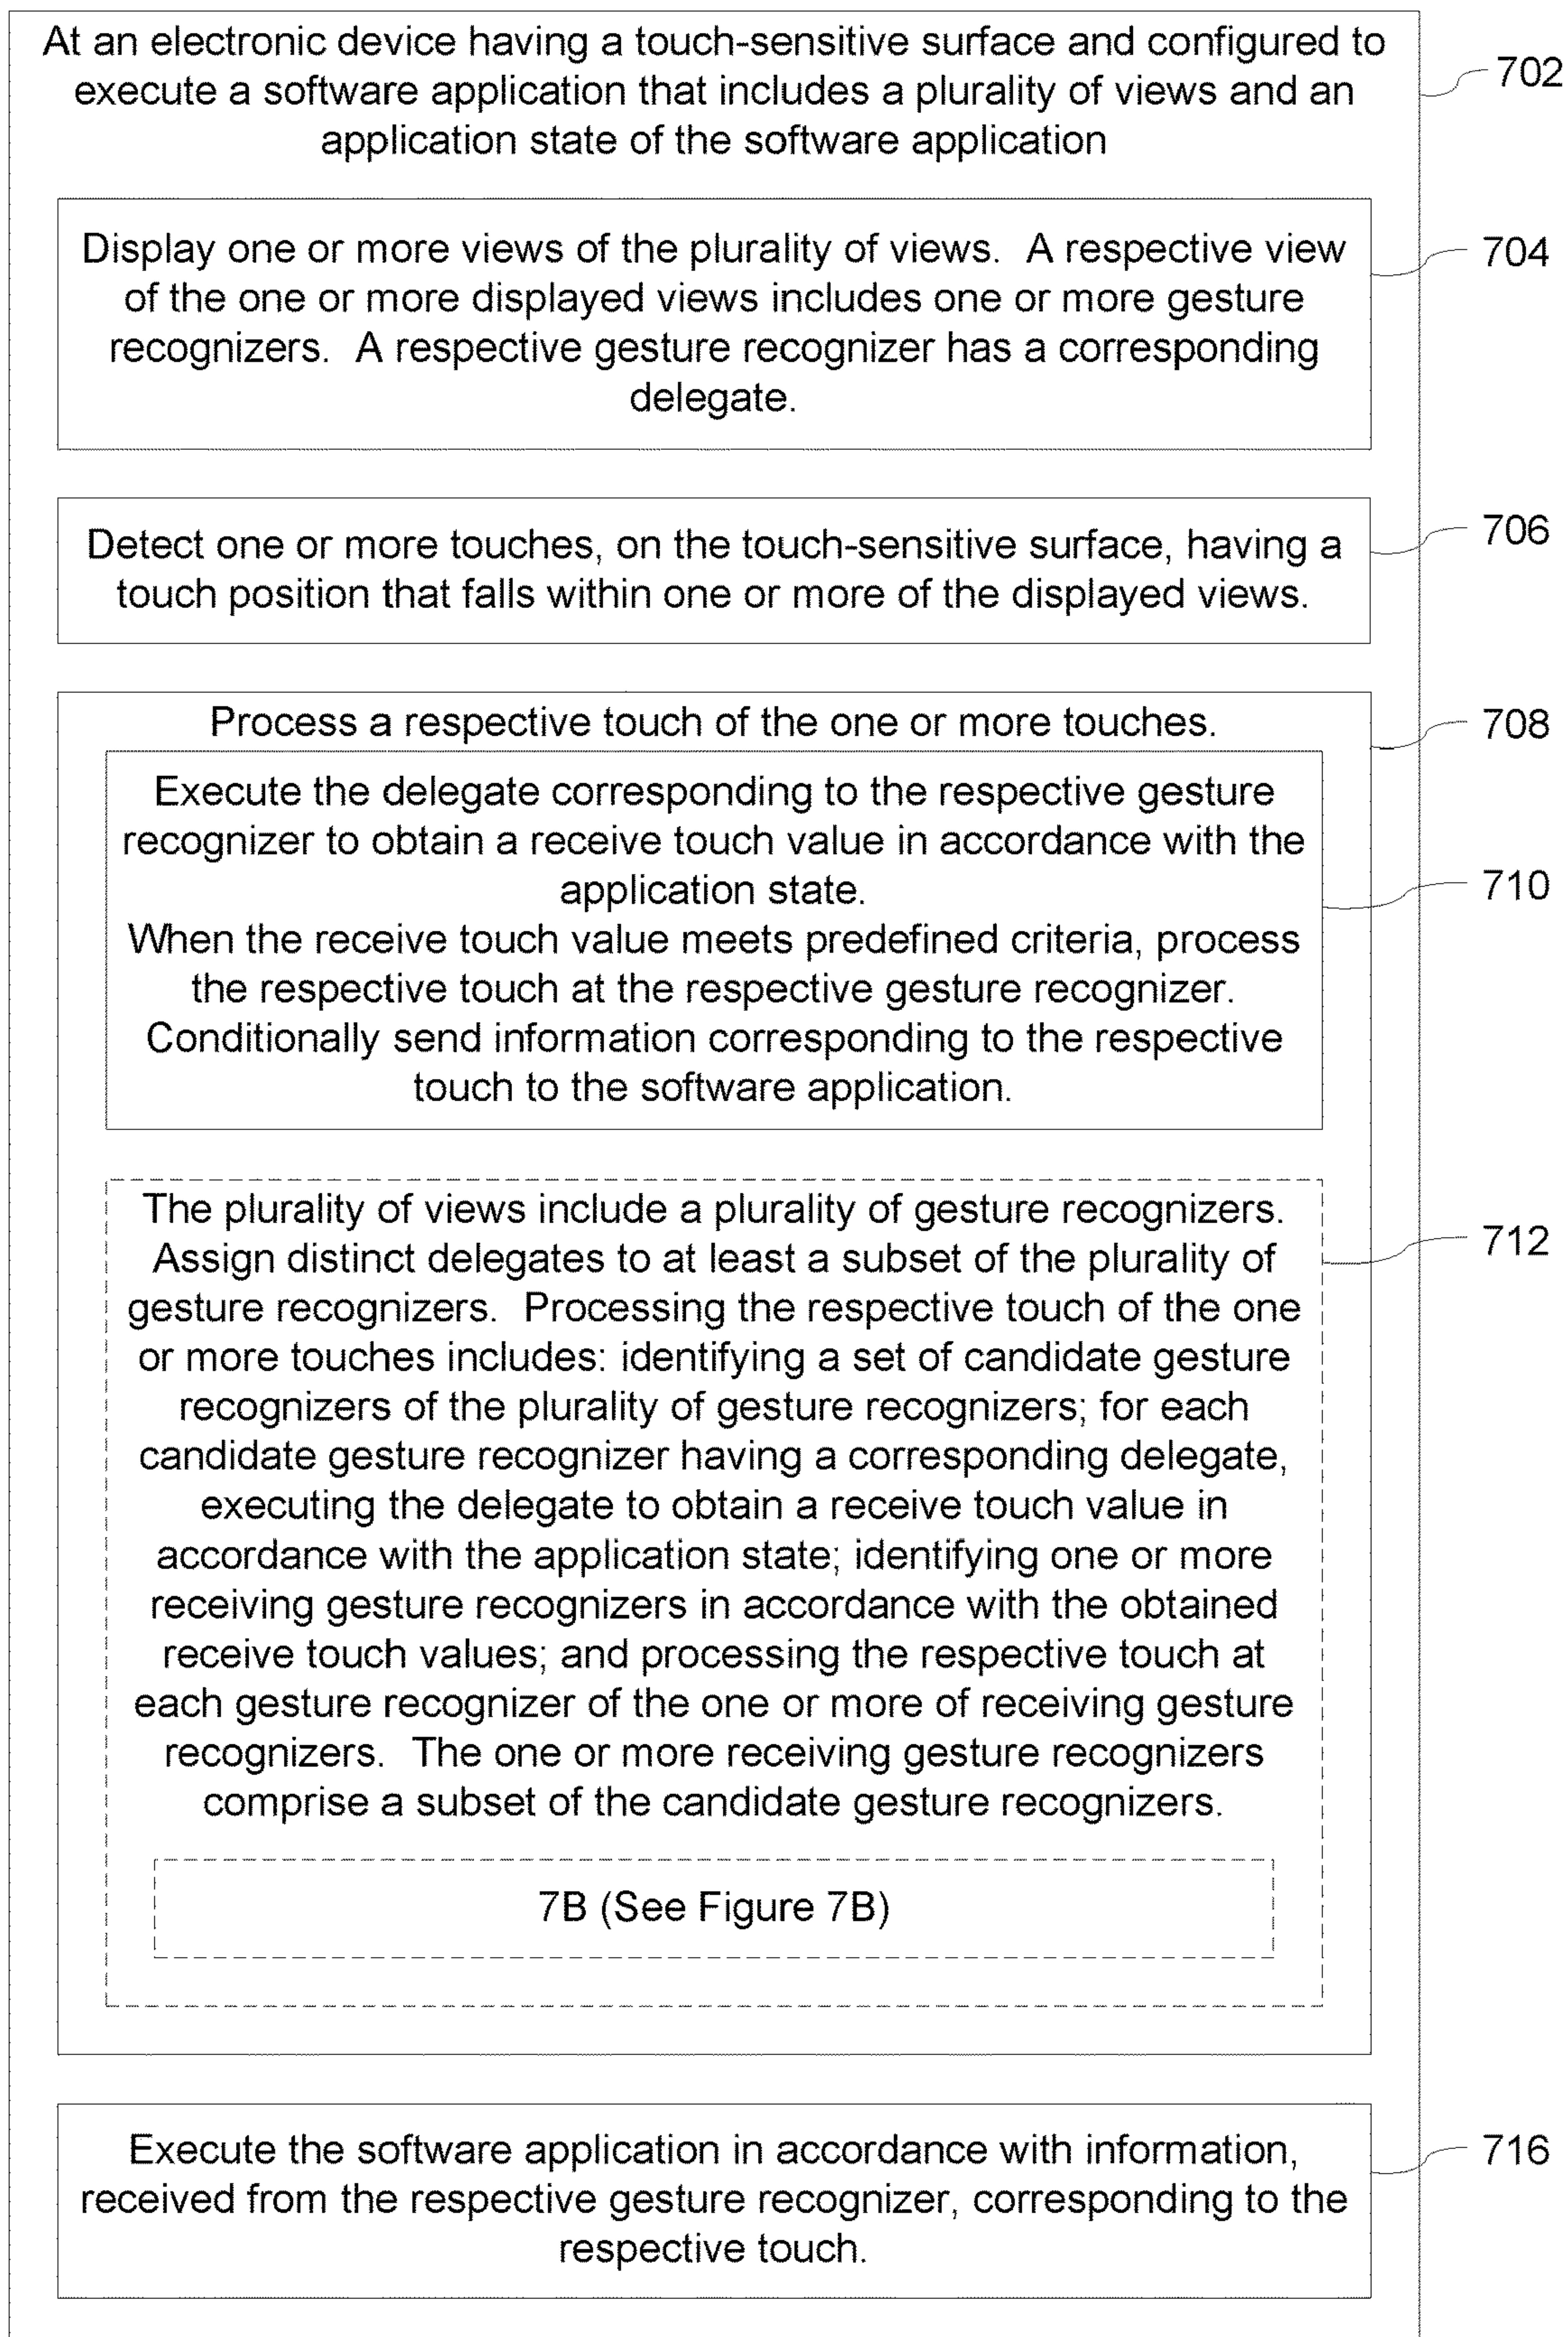 At an electronic device having a touch-sensitive surface and configured to
execute a software application that includes a plurality of views and an
application state of the software application
702
Display one or more views of the plurality of views. A respective view
of the one or more displayed views includes one or more gesture
recognizers. A respective gesture recognizer has a corresponding
delegate.
704
Detect one or more touches, on the touch-sensitive surface, having a
touch position that falls within one or more of the displayed views.
706
Process a respective touch of the one or more touches.
708
Execute the delegate corresponding to the respective gesture
recognizer to obtain a receive touch value in accordance with the
application state.
When the receive touch value meets predefined criteria, process
the respective touch at the respective gesture recognizer.
Conditionally send information corresponding to the respective
touch to the software application.
710
The plurality of views include a plurality of gesture recognizers.
Assign distinct delegates to at least a subset of the plurality of
gesture recognizers. Processing the respective touch of the one
or more touches includes: identifying a set of candidate gesture
recognizers of the plurality of gesture recognizers; for each
candidate gesture recognizer having a corresponding delegate,
executing the delegate to obtain a receive touch value in
accordance with the application state; identifying one or more
receiving gesture recognizers in accordance with the obtained
receive touch values; and processing the respective touch at
each gesture recognizer of the one or more of receiving gesture
recognizers. The one or more receiving gesture recognizers
comprise a subset of the candidate gesture recognizers.
712
7B (See Figure 7B)
Execute the software application in accordance with information,
received from the respective gesture recognizer, corresponding to the
respective touch.
716